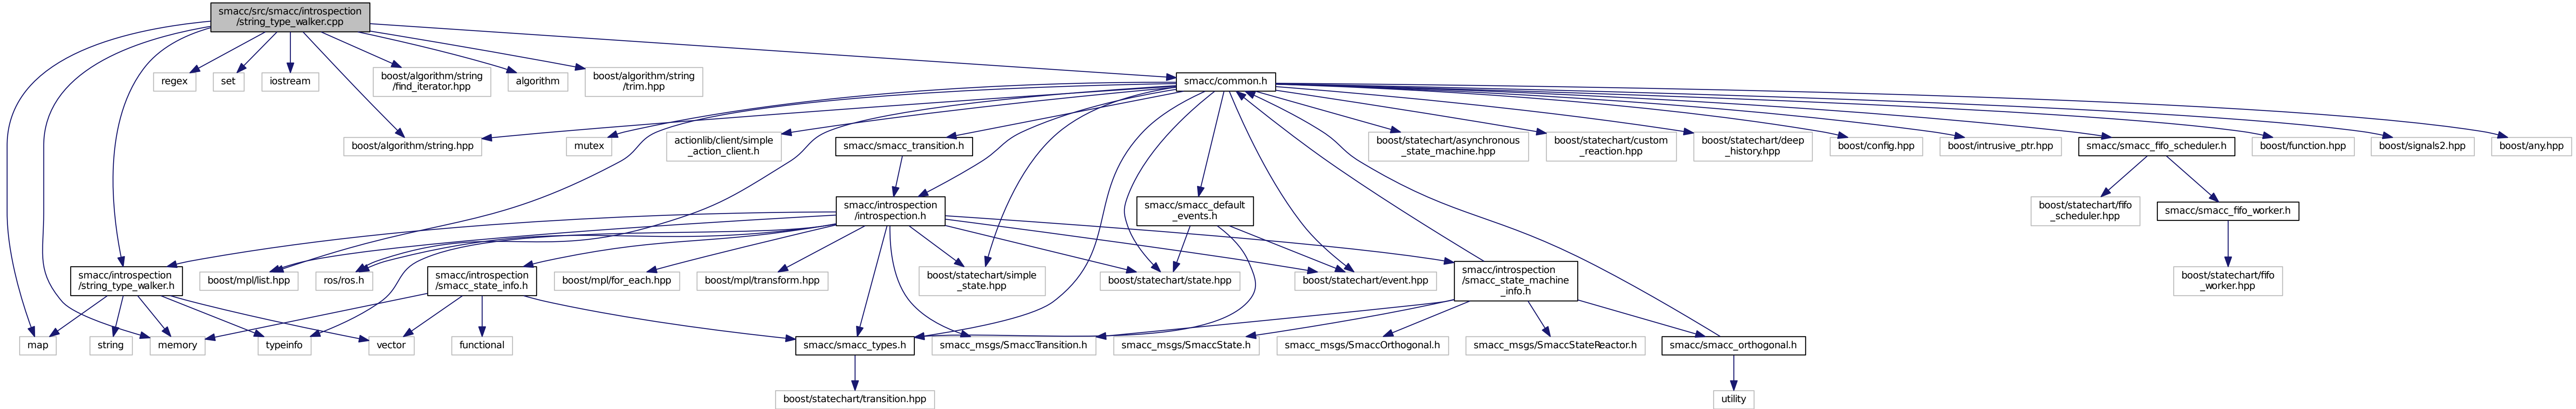 smacc/src/smacc/introspection
/string_type_walker.cpp
regex
set
iostream
boost/algorithm/string
/find_iterator.hpp
algorithm
boost/algorithm/string
/trim.hpp
smacc/common.h
boost/algorithm/string.hpp
mutex
actionlib/client/simple
_action_client.h
smacc/smacc_transition.h
boost/statechart/asynchronous
_state_machine.hpp
boost/statechart/custom
_reaction.hpp
boost/statechart/deep
_history.hpp
boost/config.hpp
boost/intrusive_ptr.hpp
smacc/smacc_fifo_scheduler.h
boost/function.hpp
boost/signals2.hpp
boost/any.hpp
smacc/introspection
/introspection.h
smacc/smacc_default
_events.h
boost/statechart/fifo
_scheduler.hpp
smacc/smacc_fifo_worker.h
smacc/introspection
/string_type_walker.h
boost/mpl/list.hpp
ros/ros.h
smacc/introspection
/smacc_state_info.h
boost/mpl/for_each.hpp
boost/mpl/transform.hpp
boost/statechart/simple
_state.hpp
boost/statechart/state.hpp
boost/statechart/event.hpp
smacc/introspection
/smacc_state_machine
_info.h
boost/statechart/fifo
_worker.hpp
map
string
memory
typeinfo
vector
functional
smacc/smacc_types.h
smacc_msgs/SmaccTransition.h
smacc_msgs/SmaccState.h
smacc_msgs/SmaccOrthogonal.h
smacc_msgs/SmaccStateReactor.h
smacc/smacc_orthogonal.h
boost/statechart/transition.hpp
utility